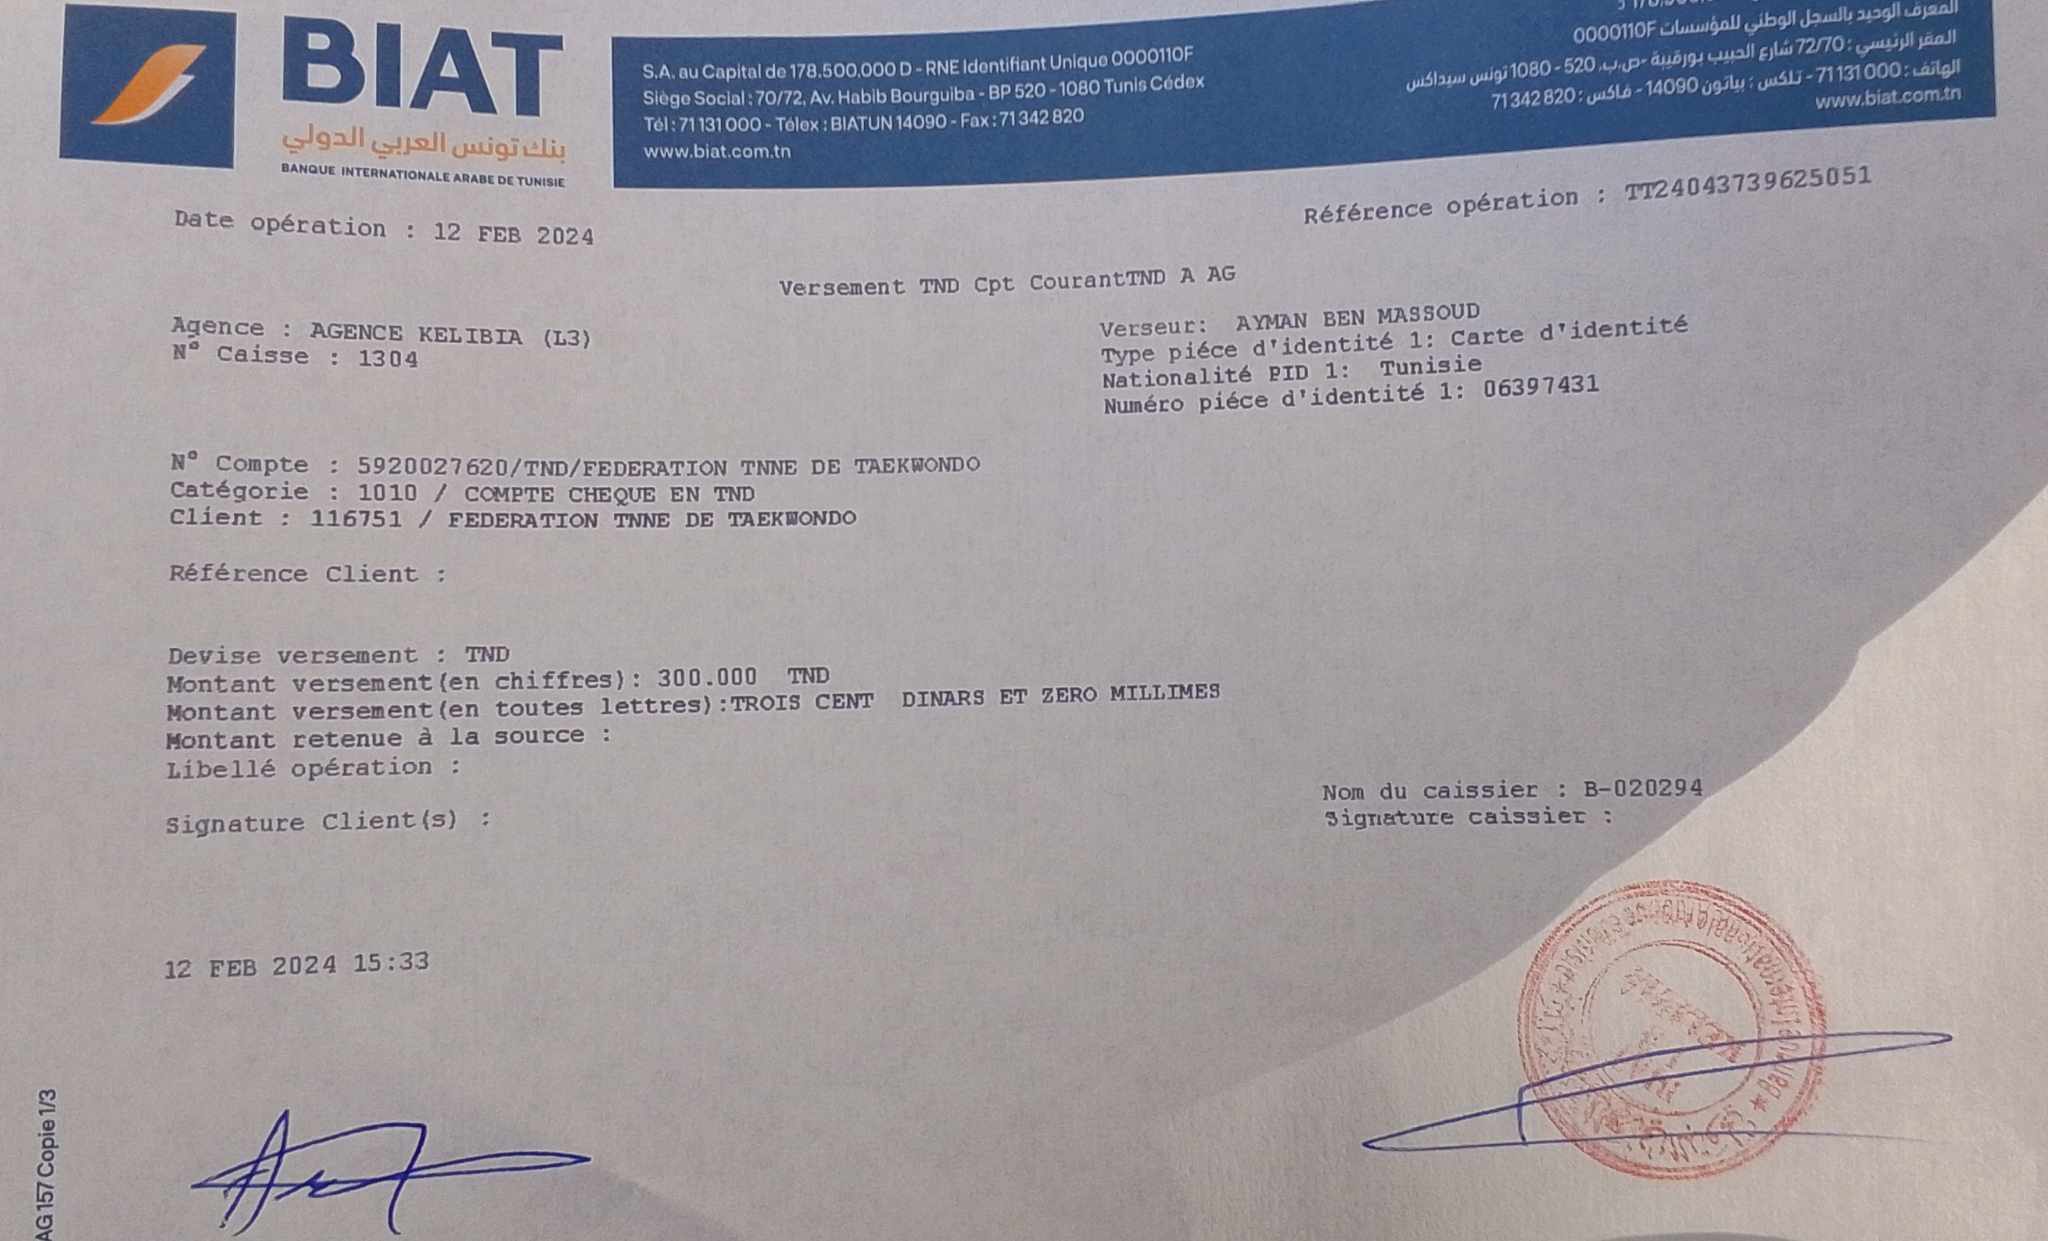 BIAT
بنك تونس العربي الدولي
BANQUE INTERNATIONALE ARABE DE TUNISIE
S.A. au Capital de 178.500.000 D - RNE Identifiant Unique 0000110F
Siège Social : 70/72, Av. Habib Bourguiba - BP 520 - 1080 Tunis Cédex
Tél : 71 131 000 - Télex : BIATUN 14090 - Fax : 71 342 820
www.biat.com.tn
المعرف الوحيد بالسجل الوطني للمؤسسات 0000110F
المقر الرئيسي : 72/70 شارع الحبيب بورقيبة -ص.ب. 520 - 1080 تونس سيداكس
الهاتف : 71 131 000 - تلكس : بياتون 14090 - فاكس : 71 342 820
www.biat.com.tn
Date opération : 12 FEB 2024
Référence opération : TT24043739625051
Versement TND Cpt CourantTND A AG
Agence : AGENCE KELIBIA (L3)
N° Caisse : 1304
Verseur: AYMAN BEN MASSOUD
Type piéce d'identité 1: Carte d'identité
Nationalité PID 1: Tunisie
Numéro piéce d'identité 1: 06397431
N° Compte : 5920027620/TND/FEDERATION TNNE DE TAEKWONDO
Catégorie : 1010 / COMPTE CHEQUE EN TND
Client : 116751 / FEDERATION TNNE DE TAEKWONDO
Référence Client :
Devise versement : TND
Montant versement(en chiffres): 300.000 TND
Montant versement(en toutes lettres):TROIS CENT DINARS ET ZERO MILLIMES
Montant retenue à la source :
Libellé opération :
Signature Client(s) :
Nom du caissier : B-020294
Signature caissier :
12 FEB 2024 15:33
AG 157 Copie 1/3